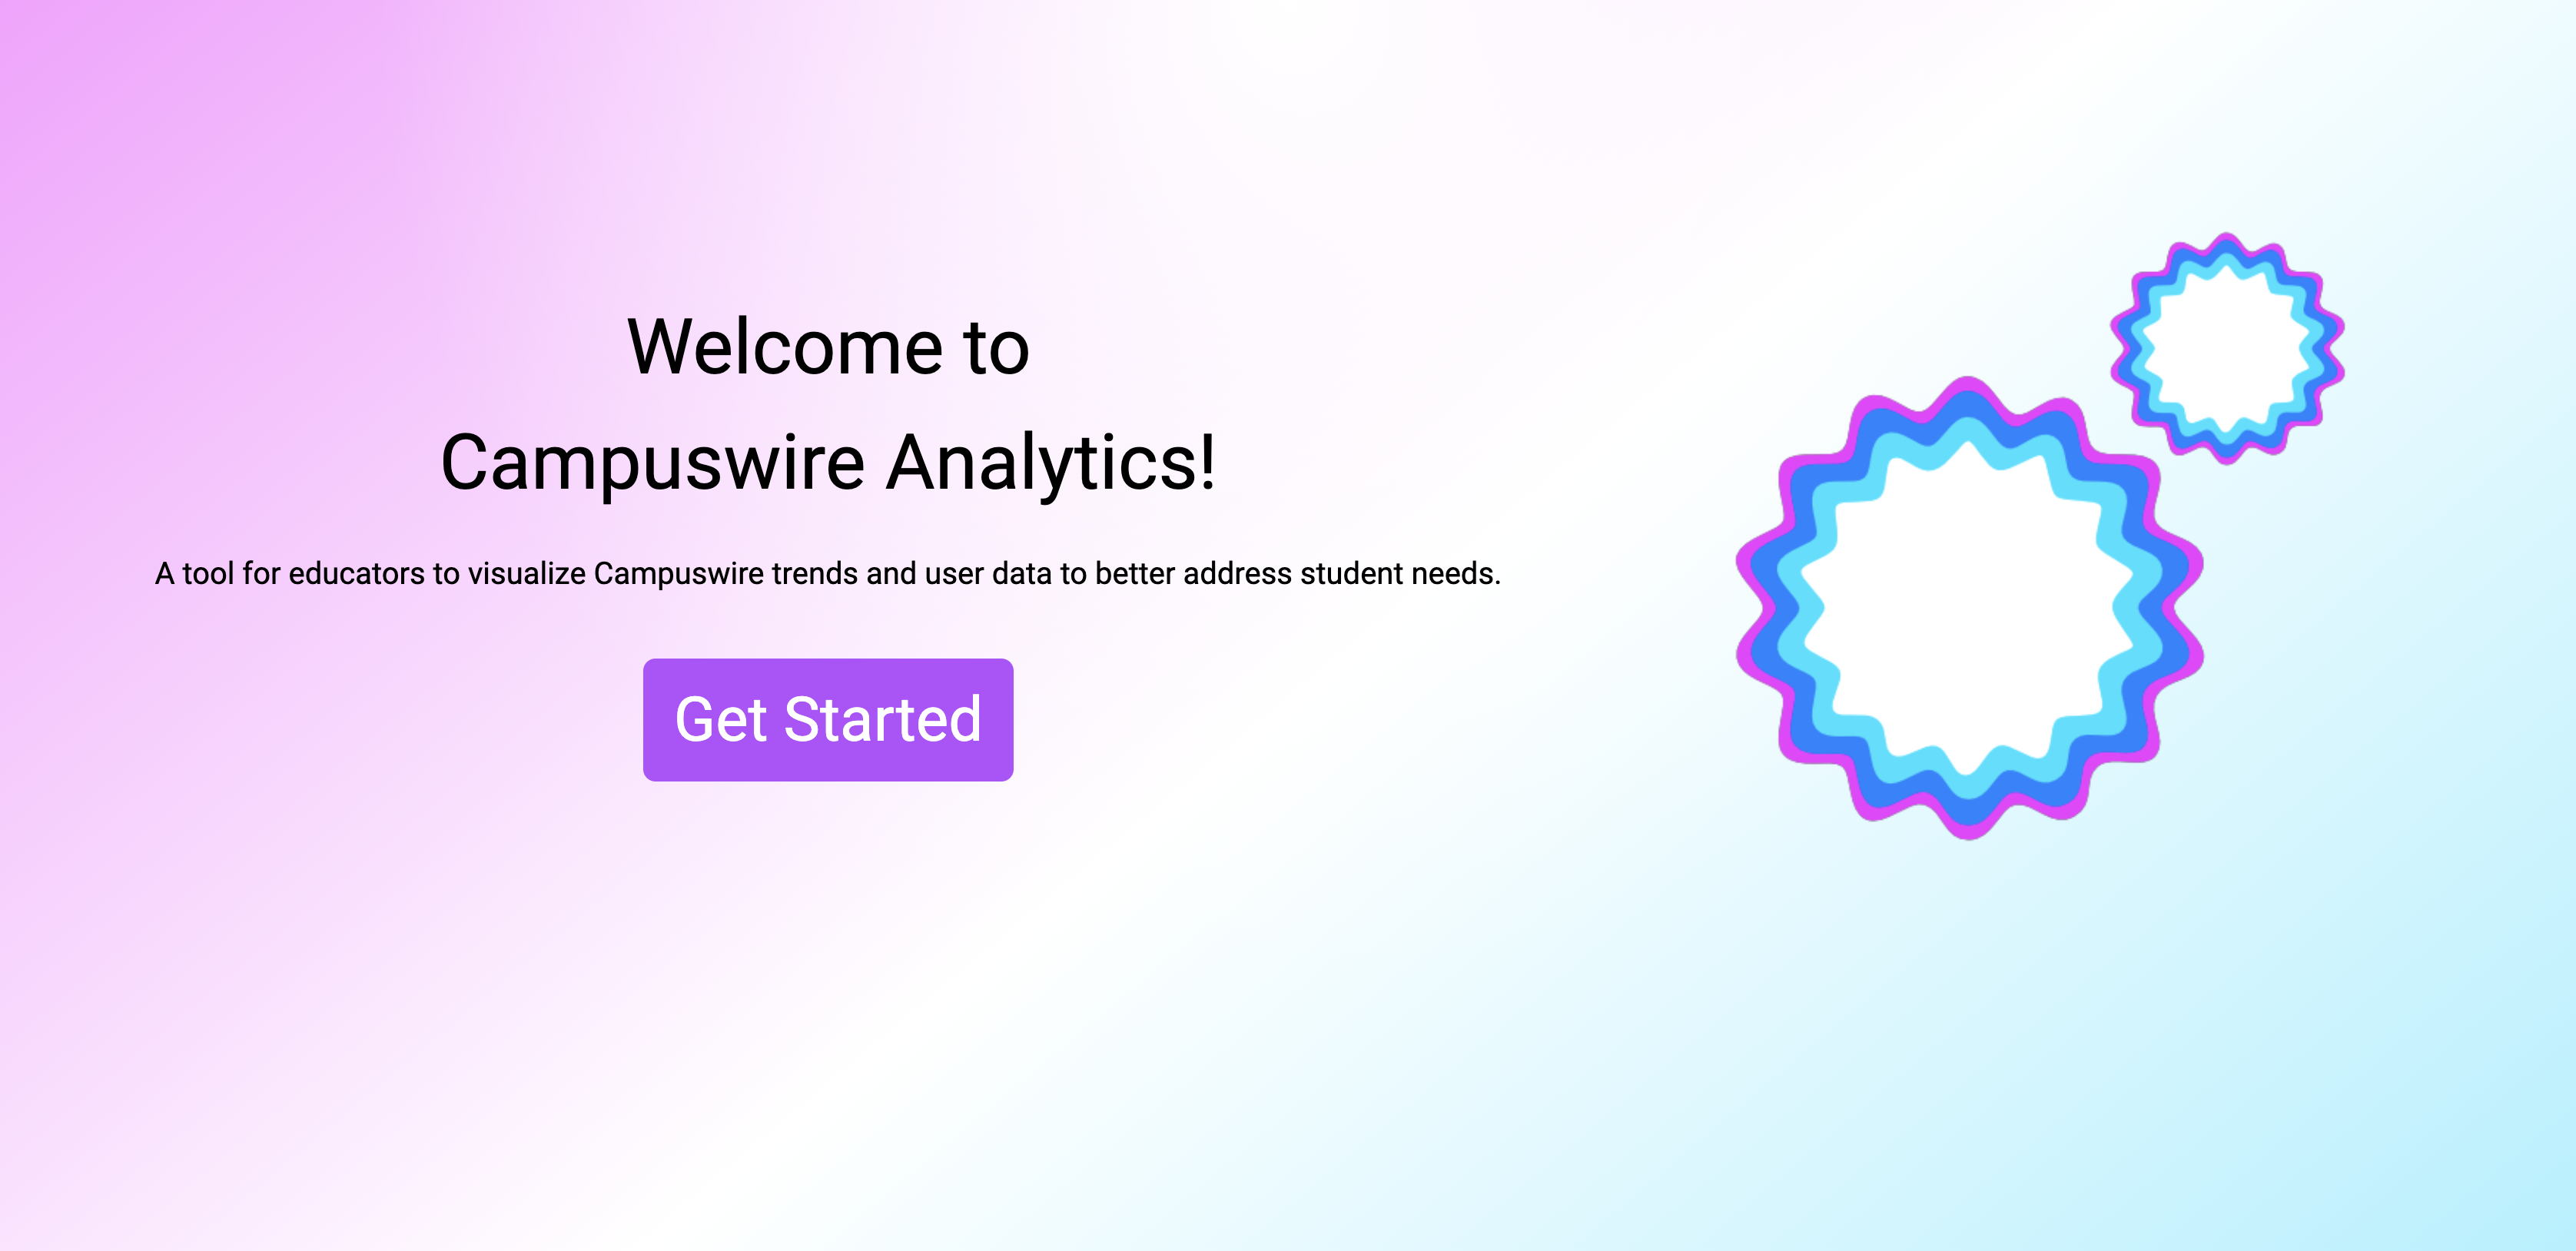 Welcome to
Campuswire Analytics!
A tool for educators to visualize Campuswire trends and user data to better address student needs.
Get Started